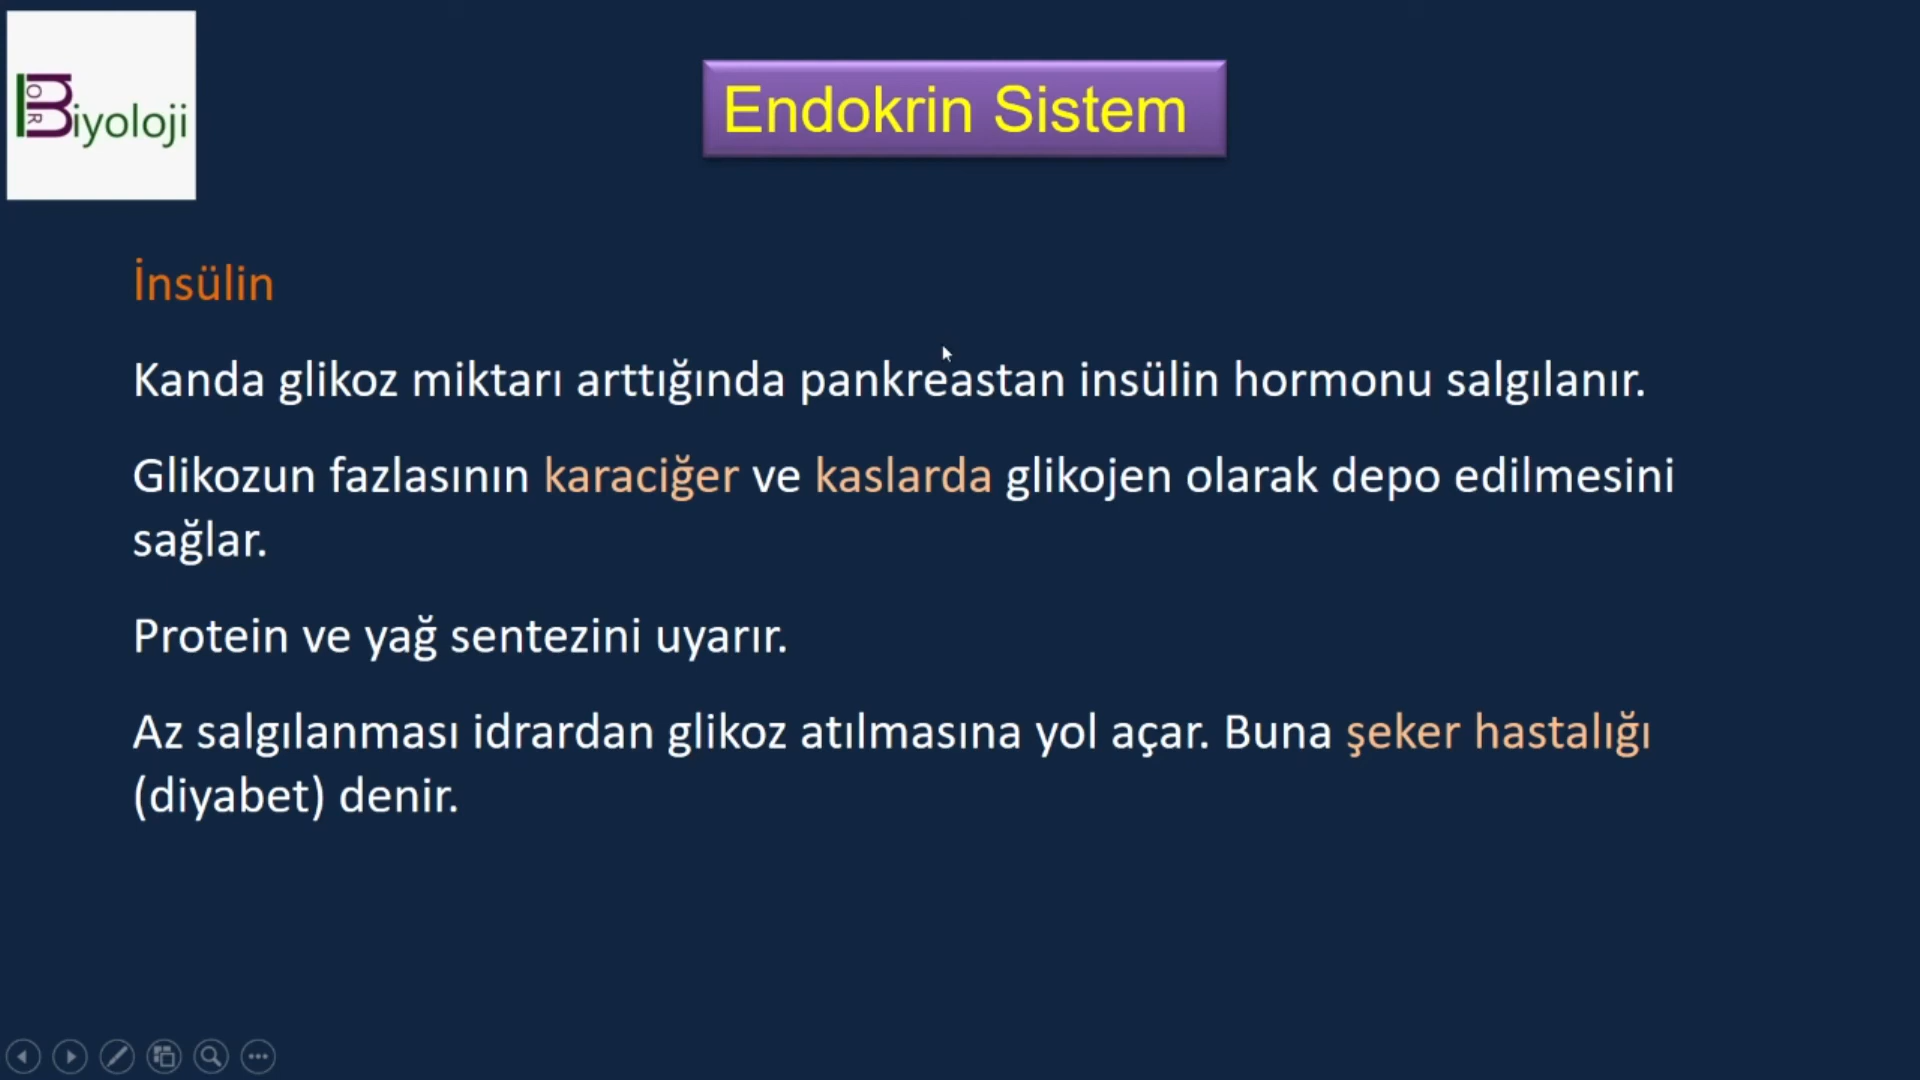 Biyoloji
Endokrin Sistem
İnsülin
Kanda glikoz miktarı arttığında pankreastan insülin hormonu salgılanır.
Glikozun fazlasının karaciğer ve kaslarda glikojen olarak depo edilmesini
sağlar.
Protein ve yağ sentezini uyarır.
Az salgılanması idrardan glikoz atılmasına yol açar. Buna şeker hastalığı
(diyabet) denir.